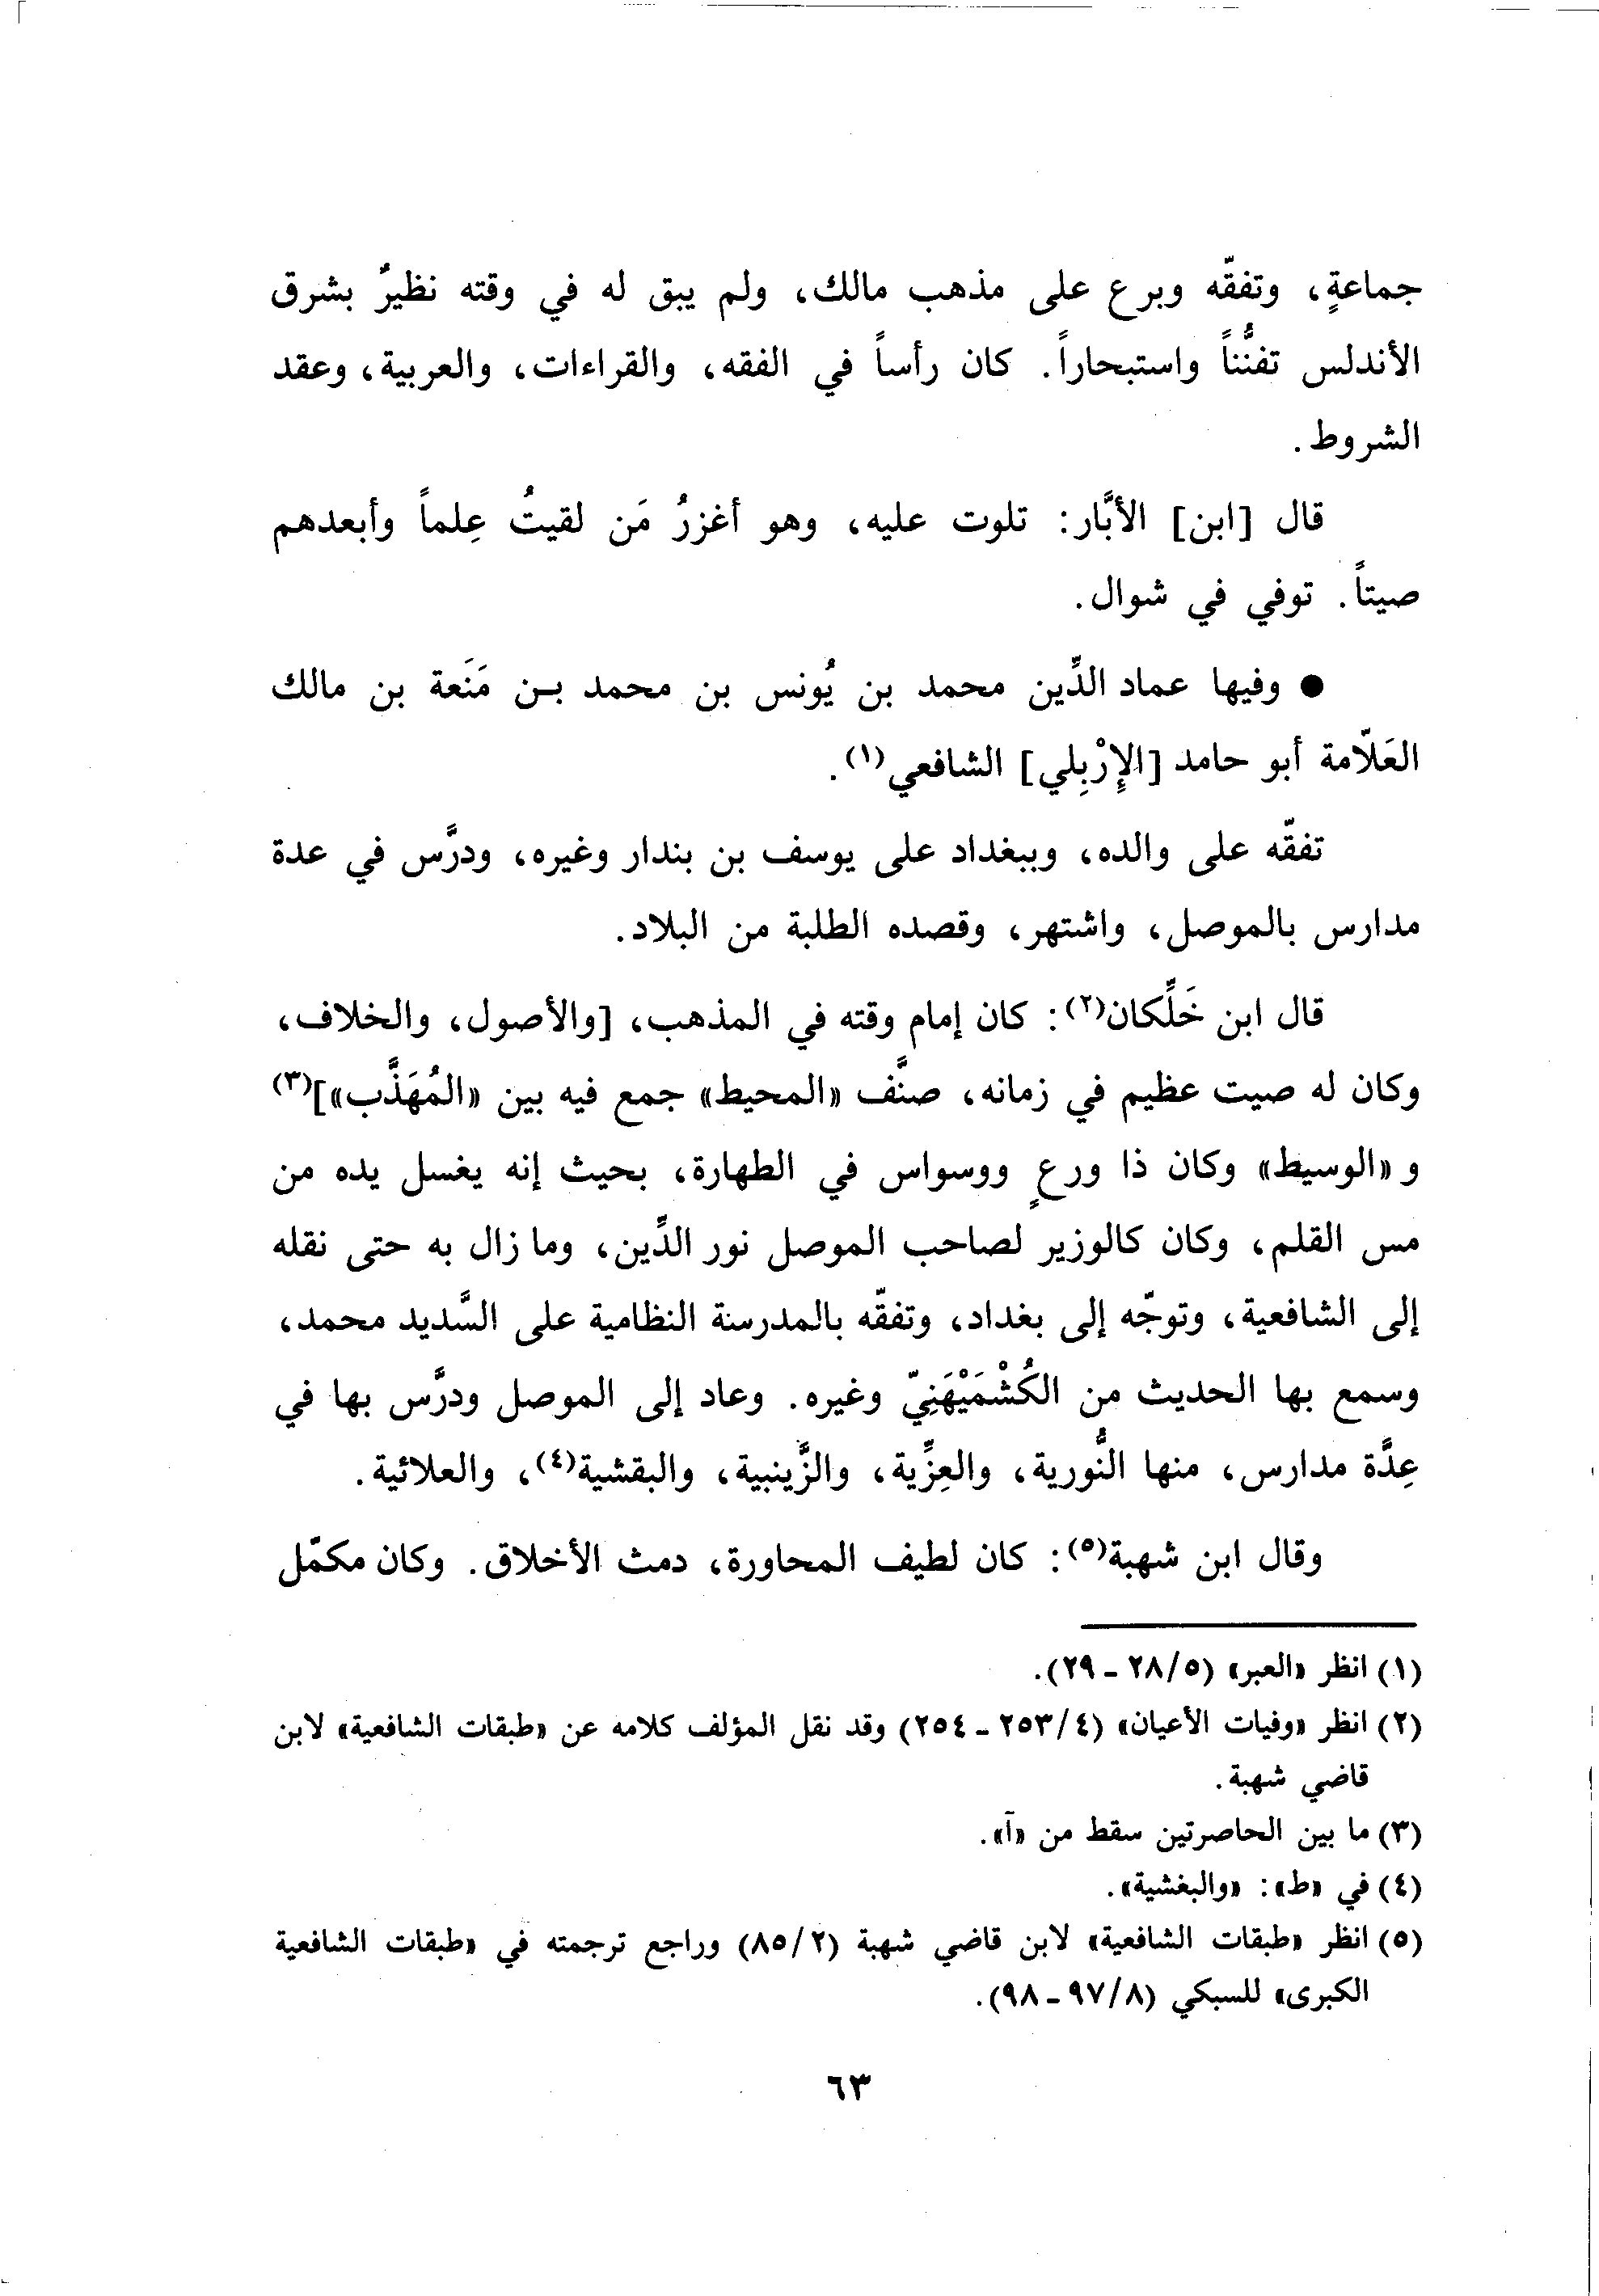 جماعةٍ، وتفقّه وبرع على مذهب مالك، ولم يبق له في وقته نظيرٌ بشرق
الأندلس تفنُّناً واستبحاراً. كان رأساً في الفقه، والقراءات، والعربية، وعقد
الشروط.
قال [ابن] الأبَّار: تلوت عليه، وهو أغزرُ مَن لقيتُ عِلماً وأبعدهم
صيتاً. توفي في شوال.
● وفيها عماد الدِّين محمد بن يُونس بن محمد بـن مَنَعة بن مالك
العَلّامة أبو حامد [الإِرْبِلي] الشافعي(١).
تفقّه على والده، وببغداد على يوسف بن بندار وغيره، ودرَّس في عدة
مدارس بالموصل، واشتهر، وقصده الطلبة من البلاد.
قال ابن خَلِّكان(٢): كان إمام وقته في المذهب، [والأصول، والخلاف،
وكان له صيت عظيم في زمانه، صنَّف «المحيط» جمع فيه بين «المُهَذَّب»](٣)
و «الوسيط» وكان ذا ورعٍ ووسواس في الطهارة، بحيث إنه يغسل يده من
مس القلم، وكان كالوزير لصاحب الموصل نور الدِّين، وما زال به حتى نقله
إلى الشافعية، وتوجّه إلى بغداد، وتفقّه بالمدرسة النظامية على السَّديد محمد،
وسمع بها الحديث من الكُشْمَيْهَنِيّ وغيره. وعاد إلى الموصل ودرَّس بها في
عِدَّة مدارس، منها النُّورية، والعِزِّية، والزَّينبية، والبقشية(٤)، والعلائية.
وقال ابن شهبة(٥): كان لطيف المحاورة، دمث الأخلاق. وكان مكمّل
(١) انظر «العبر» (٥/ ٢٨ - ٢٩).
(٢) انظر «وفيات الأعيان» (٤/ ٢٥٣ - ٢٥٤) وقد نقل المؤلف كلامه عن «طبقات الشافعية» لابن
قاضي شهبة.
(٣) ما بين الحاصرتين سقط من «آ».
(٤) في «ط»: «والبغشية».
(٥) انظر «طبقات الشافعية» لابن قاضي شهبة (٢/ ٨٥) وراجع ترجمته في «طبقات الشافعية
الكبرى» للسبكي (٨/ ٩٧ - ٩٨).
٦٣